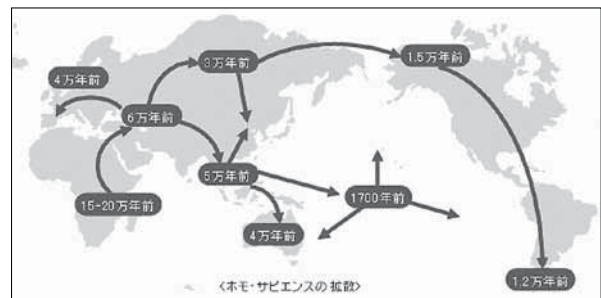 4万年前
3万年前
1.5万年前
6万年前
5万年前
15-20万年前
1700年前
4万年前
1.2万年前
<ホモ・サピエンスの拡散>